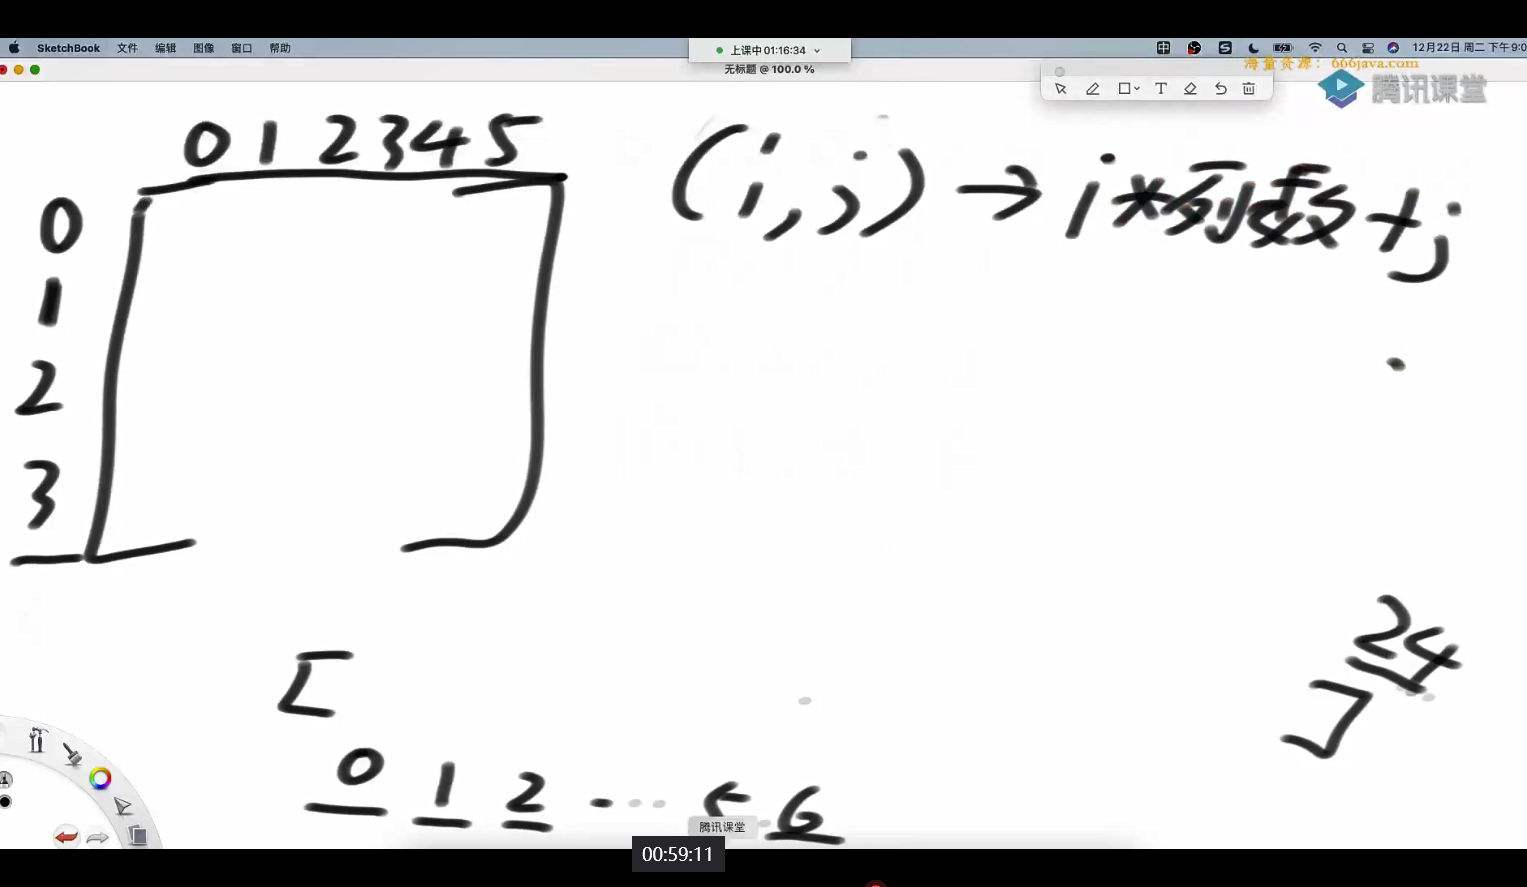 SketchBook 文件 编辑 图像 窗口 帮助
上课中 01:16:34
12月22日 周二 下午9:0
无标题 @ 100.0 %
海量资源：666java.com
腾讯课堂
0 1 2 3 4 5
(i,j) → i*列数+j
0
1
2
3
24
[ ]
0 1 2 ... 5 6
腾讯课堂
00:59:11